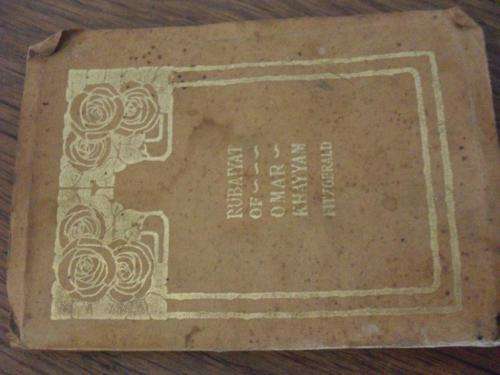 RUBAIYAT
OF
OMAR
KHAYYAM
FITZGERALD